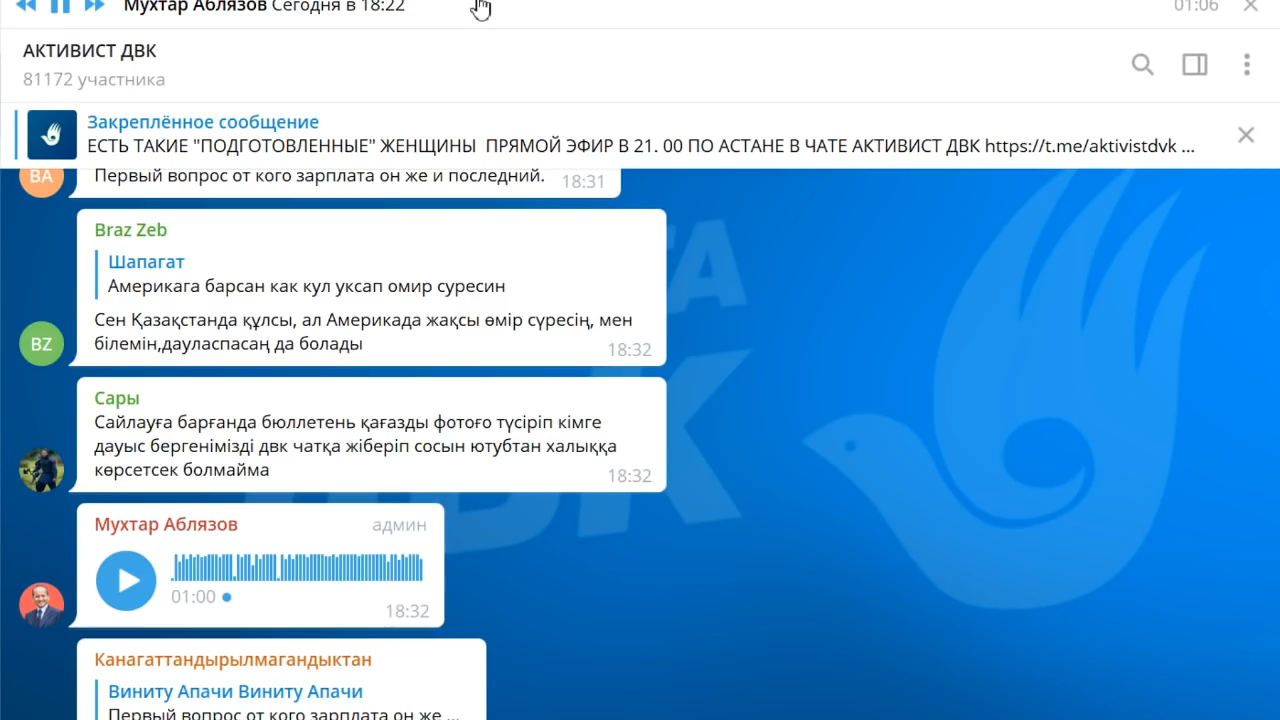 Мухтар Аблязов Сегодня в 18:22
01:06
АКТИВИСТ ДВК
81172 участника
Закреплённое сообщение
ЕСТЬ ТАКИЕ "ПОДГОТОВЛЕННЫЕ" ЖЕНЩИНЫ ПРЯМОЙ ЭФИР В 21. 00 ПО АСТАНЕ В ЧАТЕ АКТИВИСТ ДВК https://t.me/aktivistdvk ...
ВА
Первый вопрос от кого зарплата он же и последний.
18:31
Braz Zeb
Шапагат
Америкага барсан как кул уксап омир суресин
Сен Қазақстанда құлсы, ал Америкада жақсы өмір сүресің, мен
білемін,дауласпасаң да болады
BZ
18:32
Сары
Сайлауға барғанда бюллетень қағазды фотоғо түсіріп кімге
дауыс бергенімізді двк чатқа жіберіп сосын ютубтан халыққа
көрсетсек болмайма
18:32
Мухтар Аблязов
админ
01:00
18:32
Канагаттандырылмагандыктан
Виниту Апачи Виниту Апачи
Первый вопрос от кого зарплата он же ...